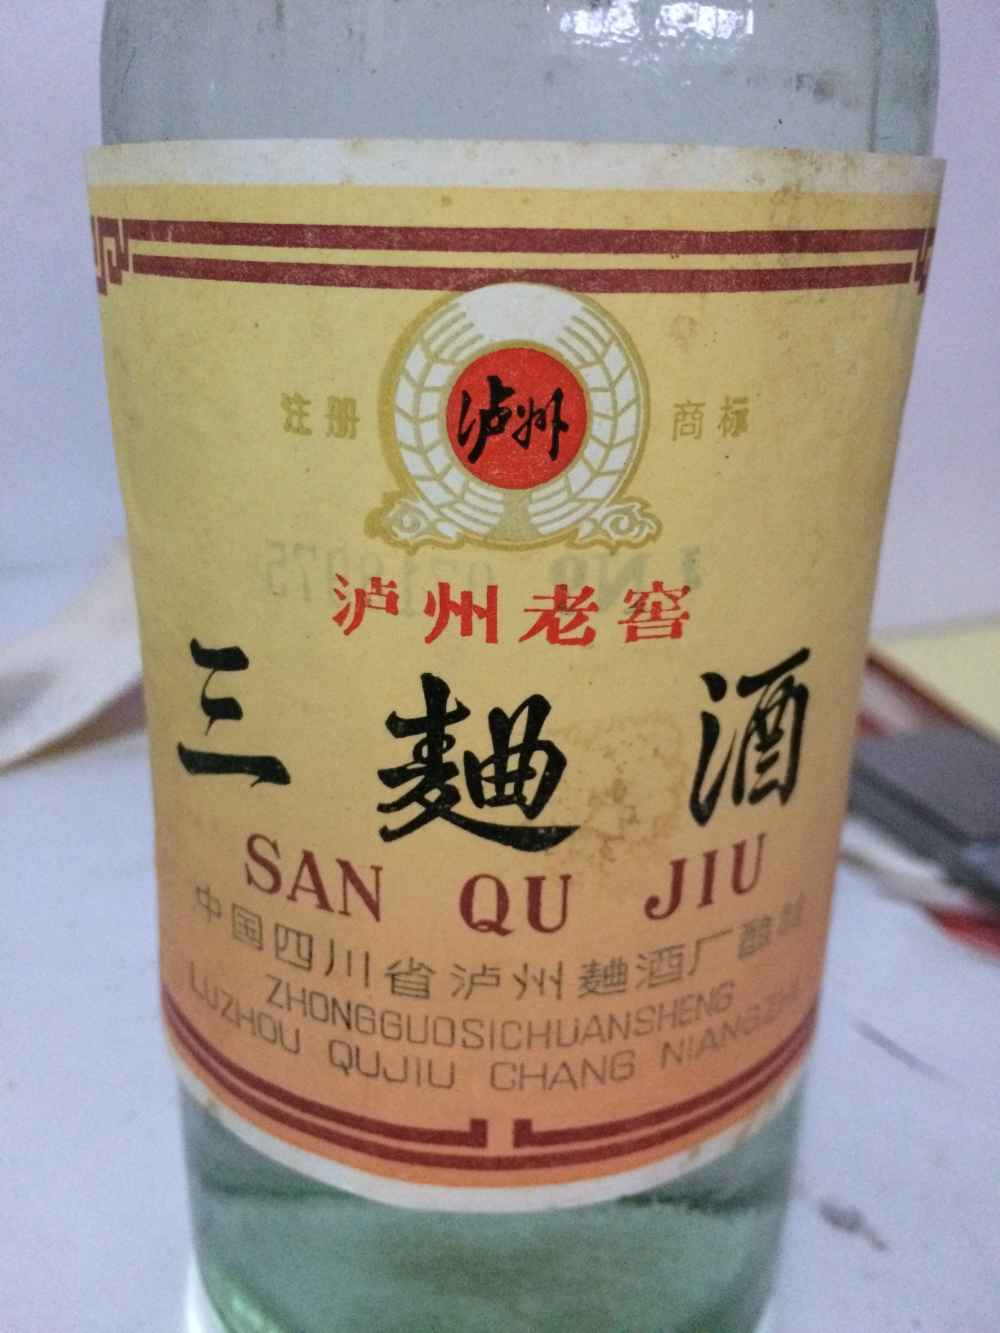 注册 泸州 商标
泸州老窖
三麯酒
SAN QU JIU
中国四川省泸州麯酒厂酿制
ZHONGGUOSICHUANSHENG
LUZHOU QUJIU CHANG NIANGZHI